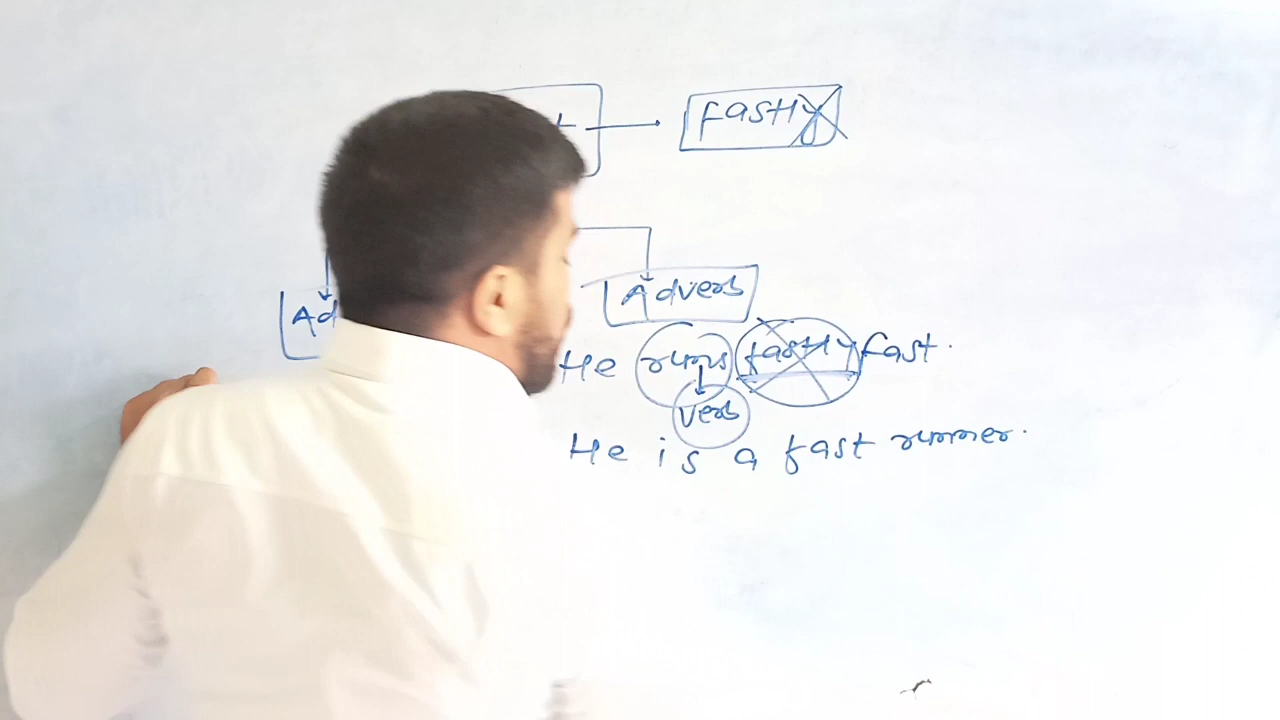 fastly
Adverb
He runs fastly fast.
verb
He is a fast runner.